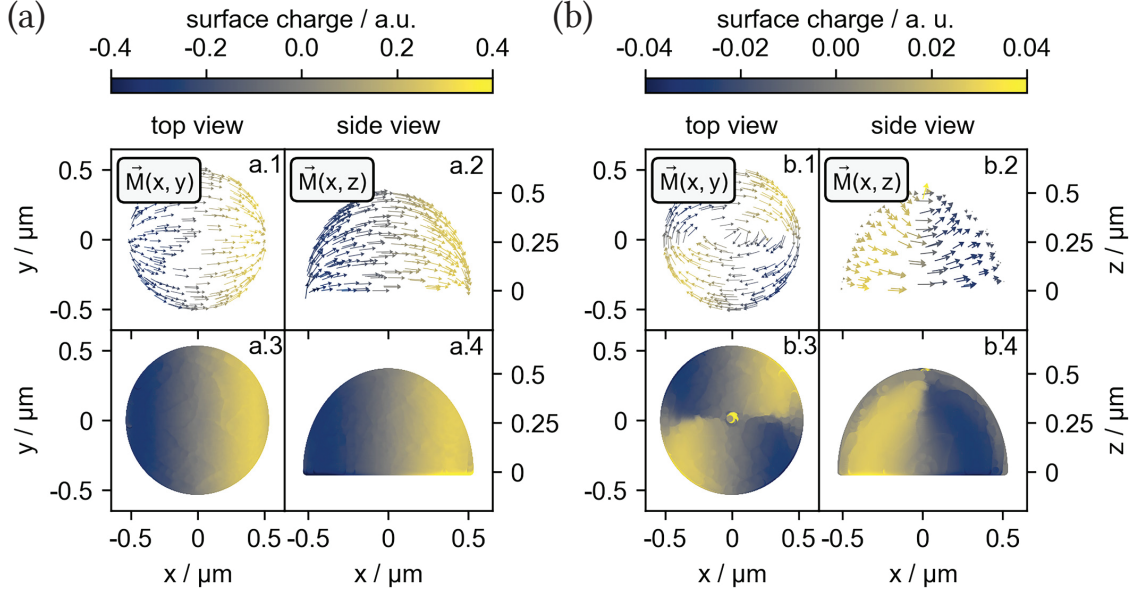 (a)
surface charge / a.u.
-0.4 -0.2 0.0 0.2 0.4
top view side view
M⃗(x, y) a.1
M⃗(x, z) a.2
y / µm
0.5
0
-0.5
z / µm
0.5
0.25
0
a.3
a.4
y / µm
0.5
0
-0.5
0.5
0.25
0
-0.5 0 0.5 -0.5 0 0.5
x / µm x / µm
(b)
surface charge / a. u.
-0.04 -0.02 0.00 0.02 0.04
top view side view
M⃗(x, y) b.1
M⃗(x, z) b.2
0.5
0
-0.5
0.5
0.25
0
z / µm
b.3
b.4
0.5
0
-0.5
0.5
0.25
0
z / µm
-0.5 0 0.5 -0.5 0 0.5
x / µm x / µm